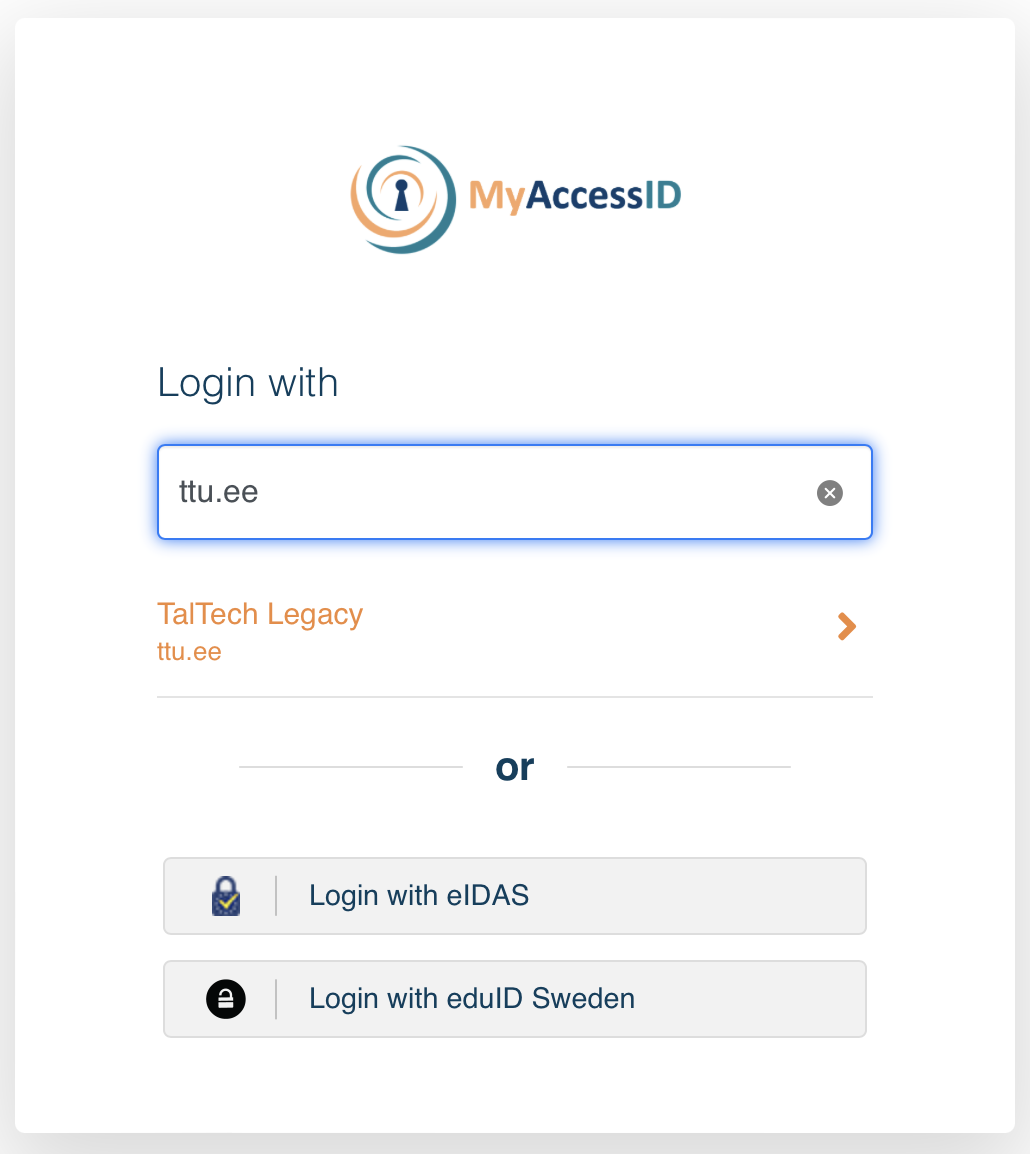 MyAccessID
Login with
ttu.ee
TalTech Legacy
ttu.ee
or
Login with eIDAS
Login with eduID Sweden